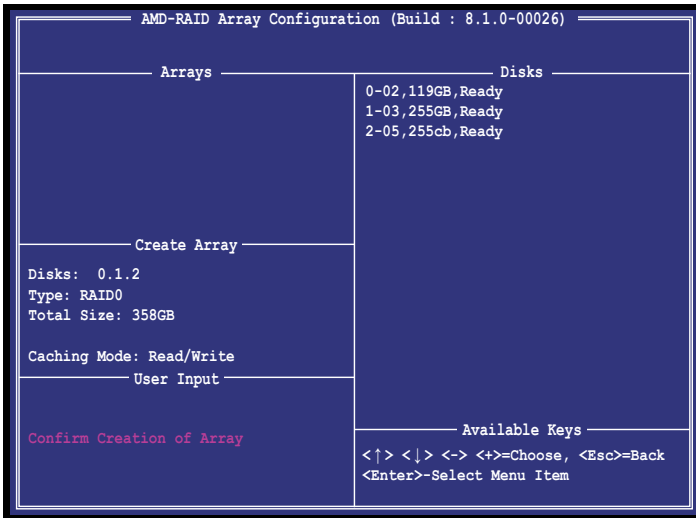 AMD-RAID Array Configuration (Build : 8.1.0-00026)
Arrays
Disks
0-02,119GB,Ready
1-03,255GB,Ready
2-05,255cb,Ready
Create Array
Disks:  0.1.2
Type: RAID0
Total Size: 358GB
Caching Mode: Read/Write
User Input
Confirm Creation of Array
Available Keys
<↑> <↓> <-> <+>=Choose, <Esc>=Back
<Enter>-Select Menu Item